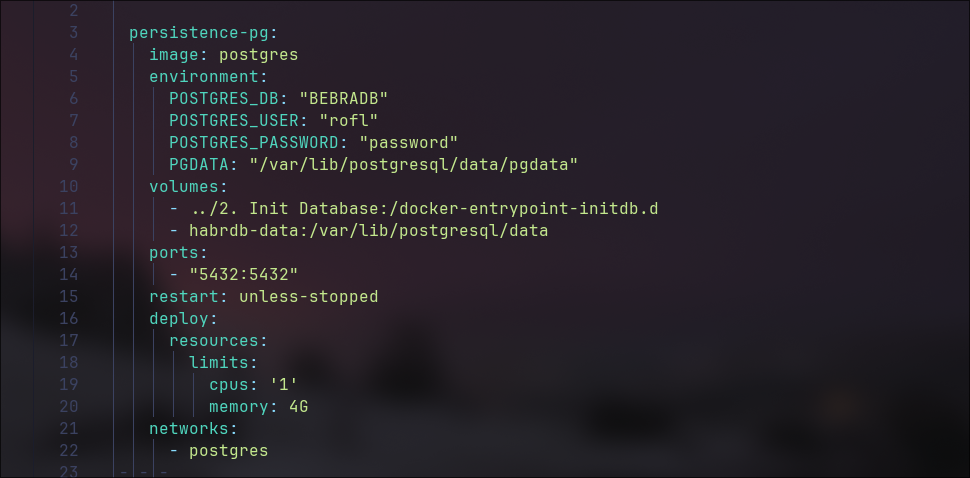 2
3 persistence-pg:
4 image: postgres
5 environment:
6 POSTGRES_DB: "BEBRADB"
7 POSTGRES_USER: "rofl"
8 POSTGRES_PASSWORD: "password"
9 PGDATA: "/var/lib/postgresql/data/pgdata"
10 volumes:
11 - ../2. Init Database:/docker-entrypoint-initdb.d
12 - habrdb-data:/var/lib/postgresql/data
13 ports:
14 - "5432:5432"
15 restart: unless-stopped
16 deploy:
17 resources:
18 limits:
19 cpus: '1'
20 memory: 4G
21 networks:
22 - postgres
23